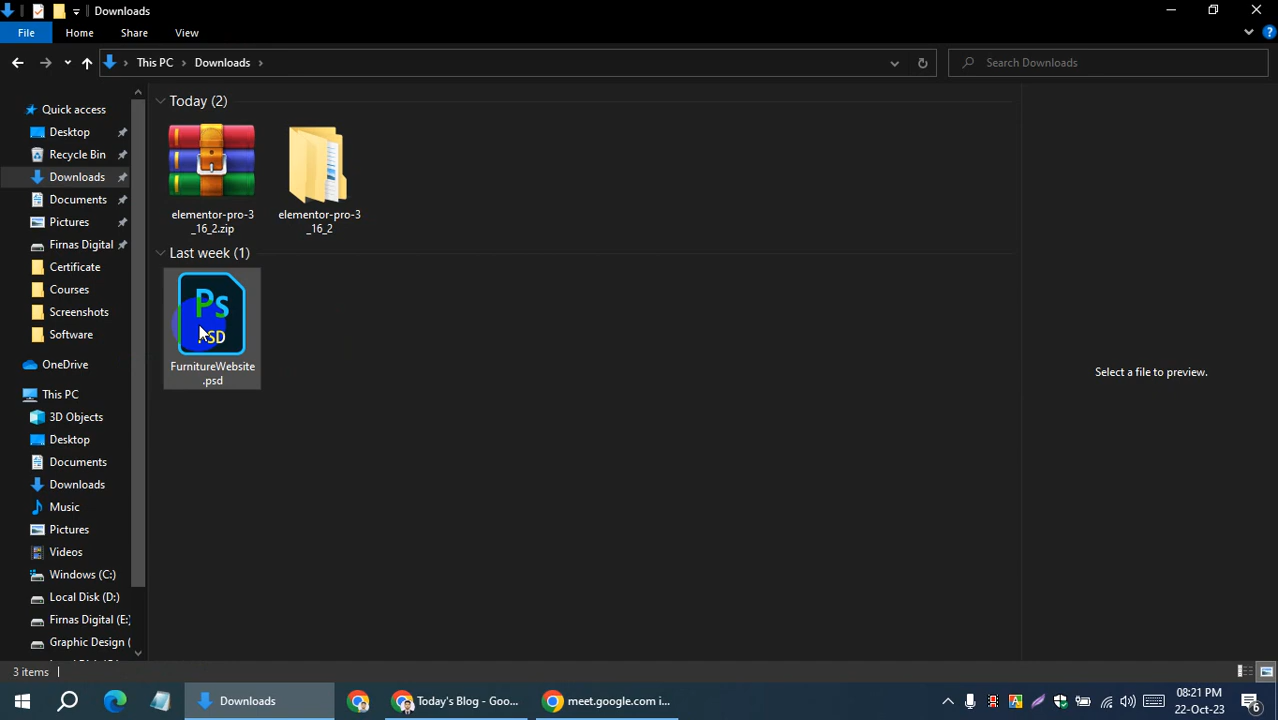 Downloads
File Home Share View
This PC Downloads
Search Downloads
Quick access
Desktop
Recycle Bin
Downloads
Documents
Pictures
Firnas Digital
Certificate
Courses
Screenshots
Software
OneDrive
This PC
3D Objects
Desktop
Documents
Downloads
Music
Pictures
Videos
Windows (C:)
Local Disk (D:)
Firnas Digital (E:)
Graphic Design (
Today (2)
elementor-pro-3
_16_2.zip
elementor-pro-3
_16_2
Last week (1)
Ps
PSD
FurnitureWebsite
.psd
Select a file to preview.
3 items
Downloads
Today's Blog - Goo...
meet.google.com i...
08:21 PM
22-Oct-23
6